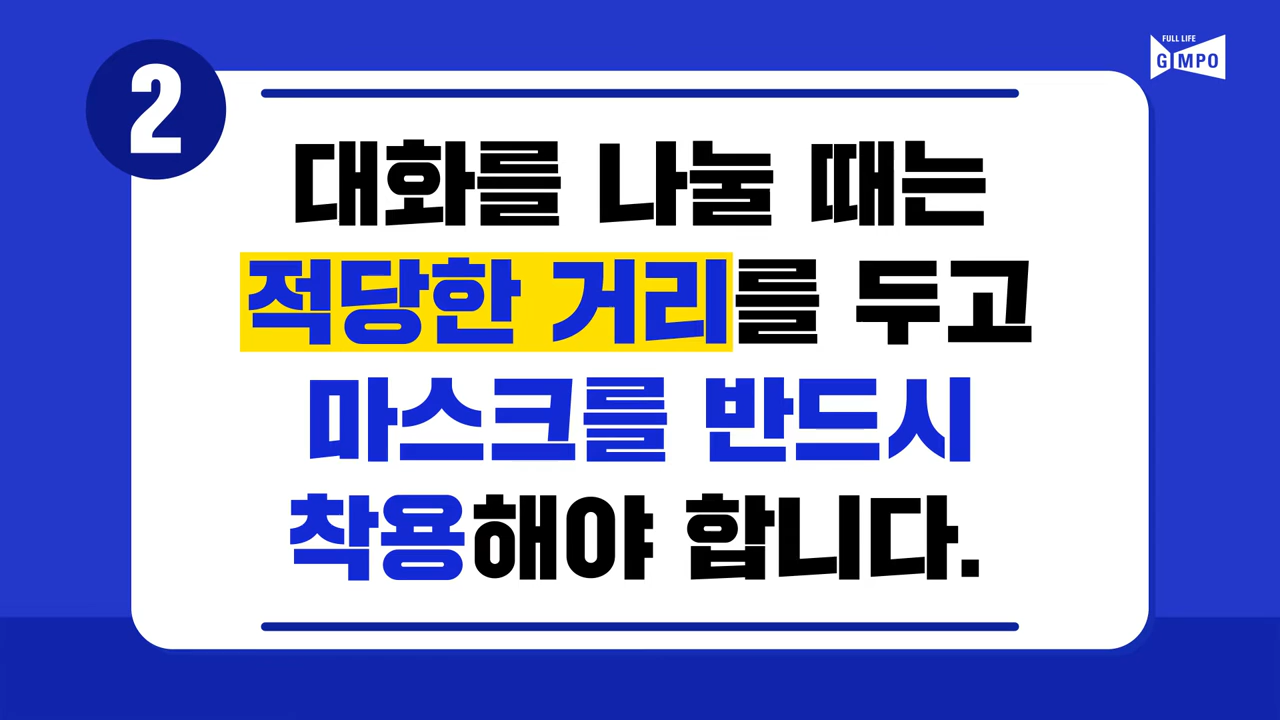 FULL LIFE
GIMPO
2
대화를 나눌 때는
적당한 거리를 두고
마스크를 반드시
착용해야 합니다.